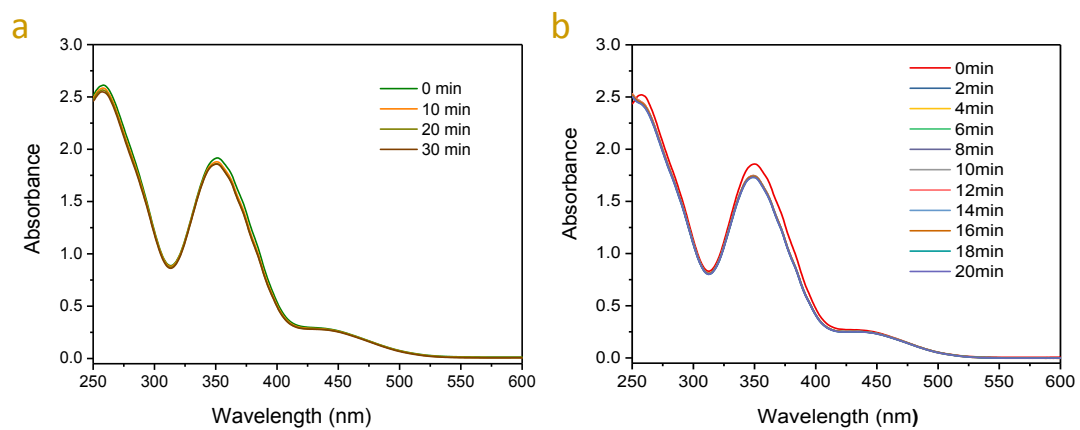 a
3.0
2.5
2.0
1.5
1.0
0.5
0.0
Absorbance
250 300 350 400 450 500 550 600
Wavelength (nm)
0 min
10 min
20 min
30 min
b
3.0
2.5
2.0
1.5
1.0
0.5
0.0
Absorbance
250 300 350 400 450 500 550 600
Wavelength (nm)
0min
2min
4min
6min
8min
10min
12min
14min
16min
18min
20min